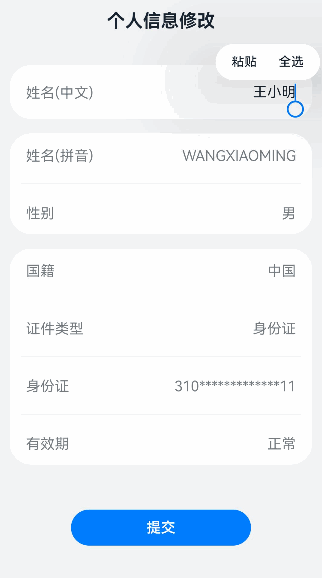 个人信息修改
粘贴 全选
姓名(中文) 王小明
姓名(拼音) WANGXIAOMING
性别 男
国籍 中国
证件类型 身份证
身份证 310*************11
有效期 正常
提交